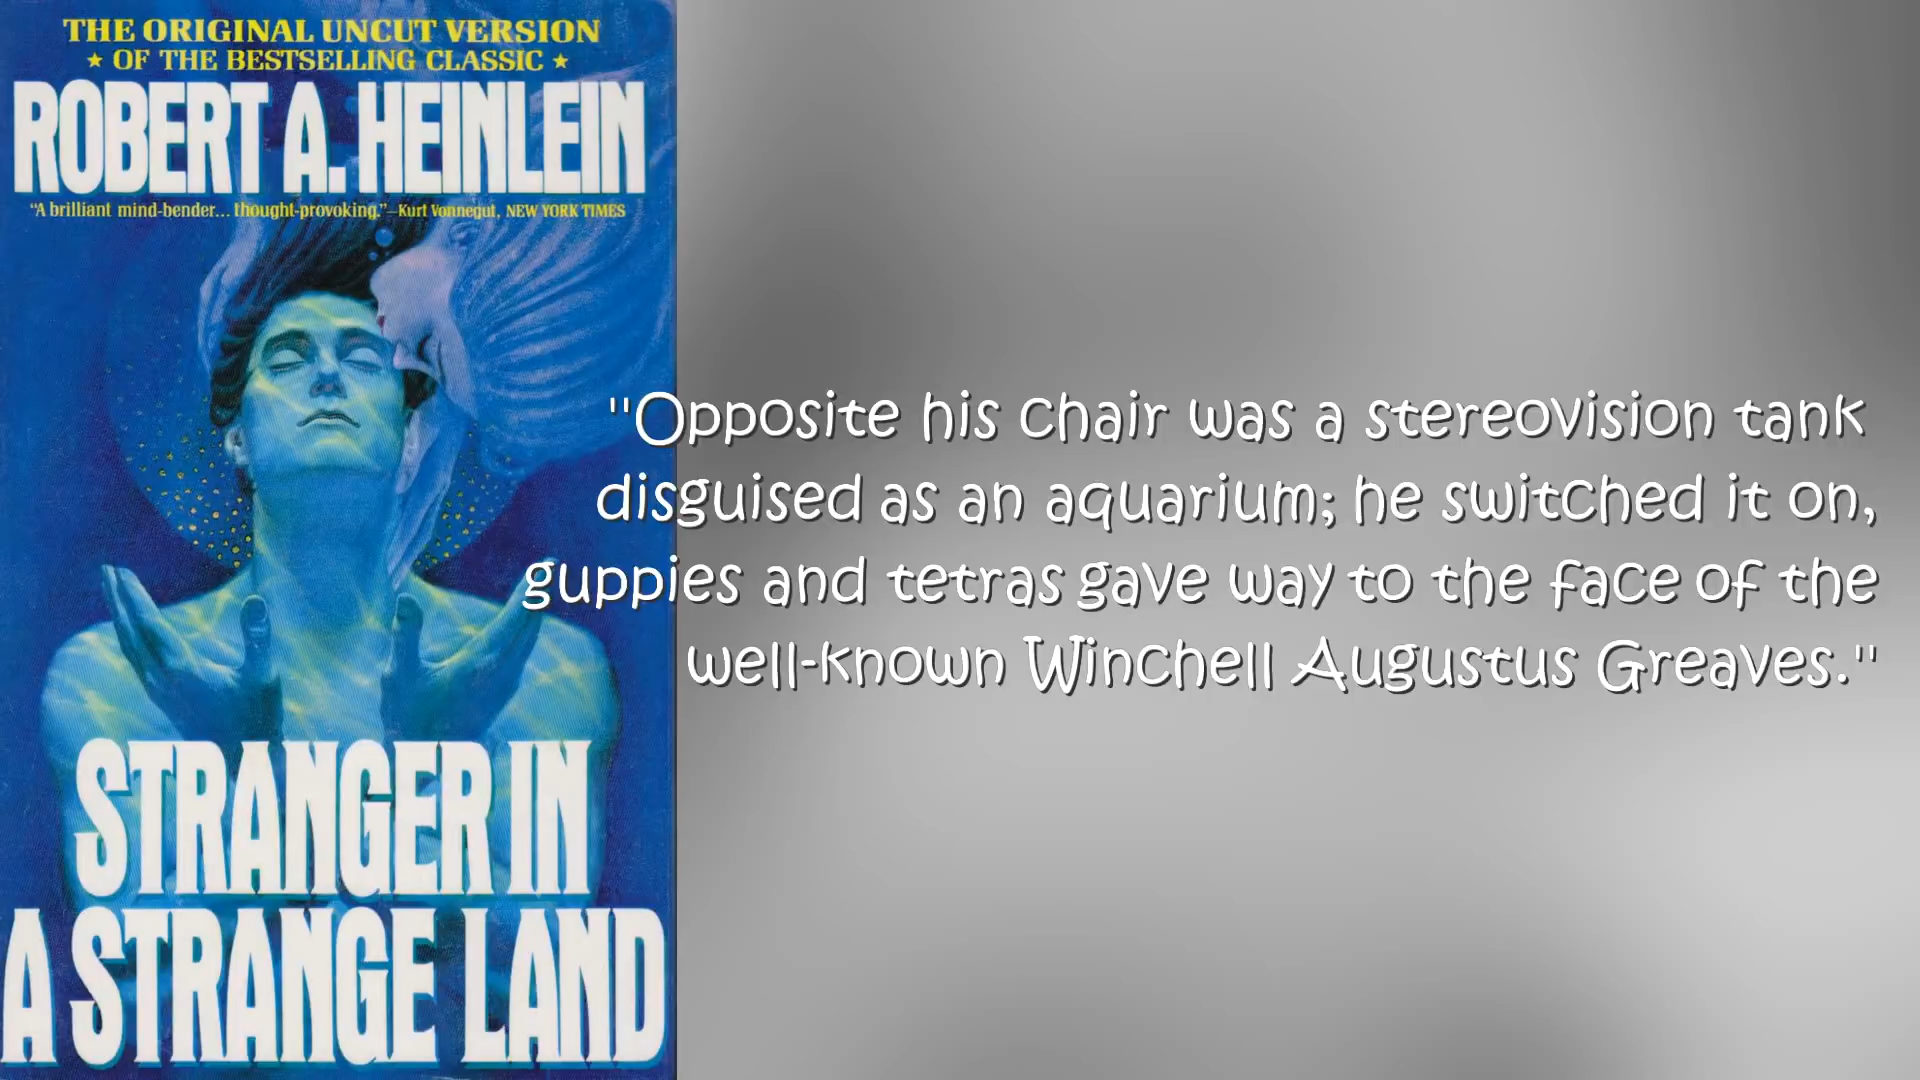 THE ORIGINAL UNCUT VERSION
★ OF THE BESTSELLING CLASSIC ★
ROBERT A. HEINLEIN
“A brilliant mind-bender... thought-provoking.”–Kurt Vonnegut, NEW YORK TIMES
STRANGER IN
A STRANGE LAND
"Opposite his chair was a stereovision tank
disguised as an aquarium; he switched it on,
guppies and tetras gave way to the face of the
well-known Winchell Augustus Greaves."